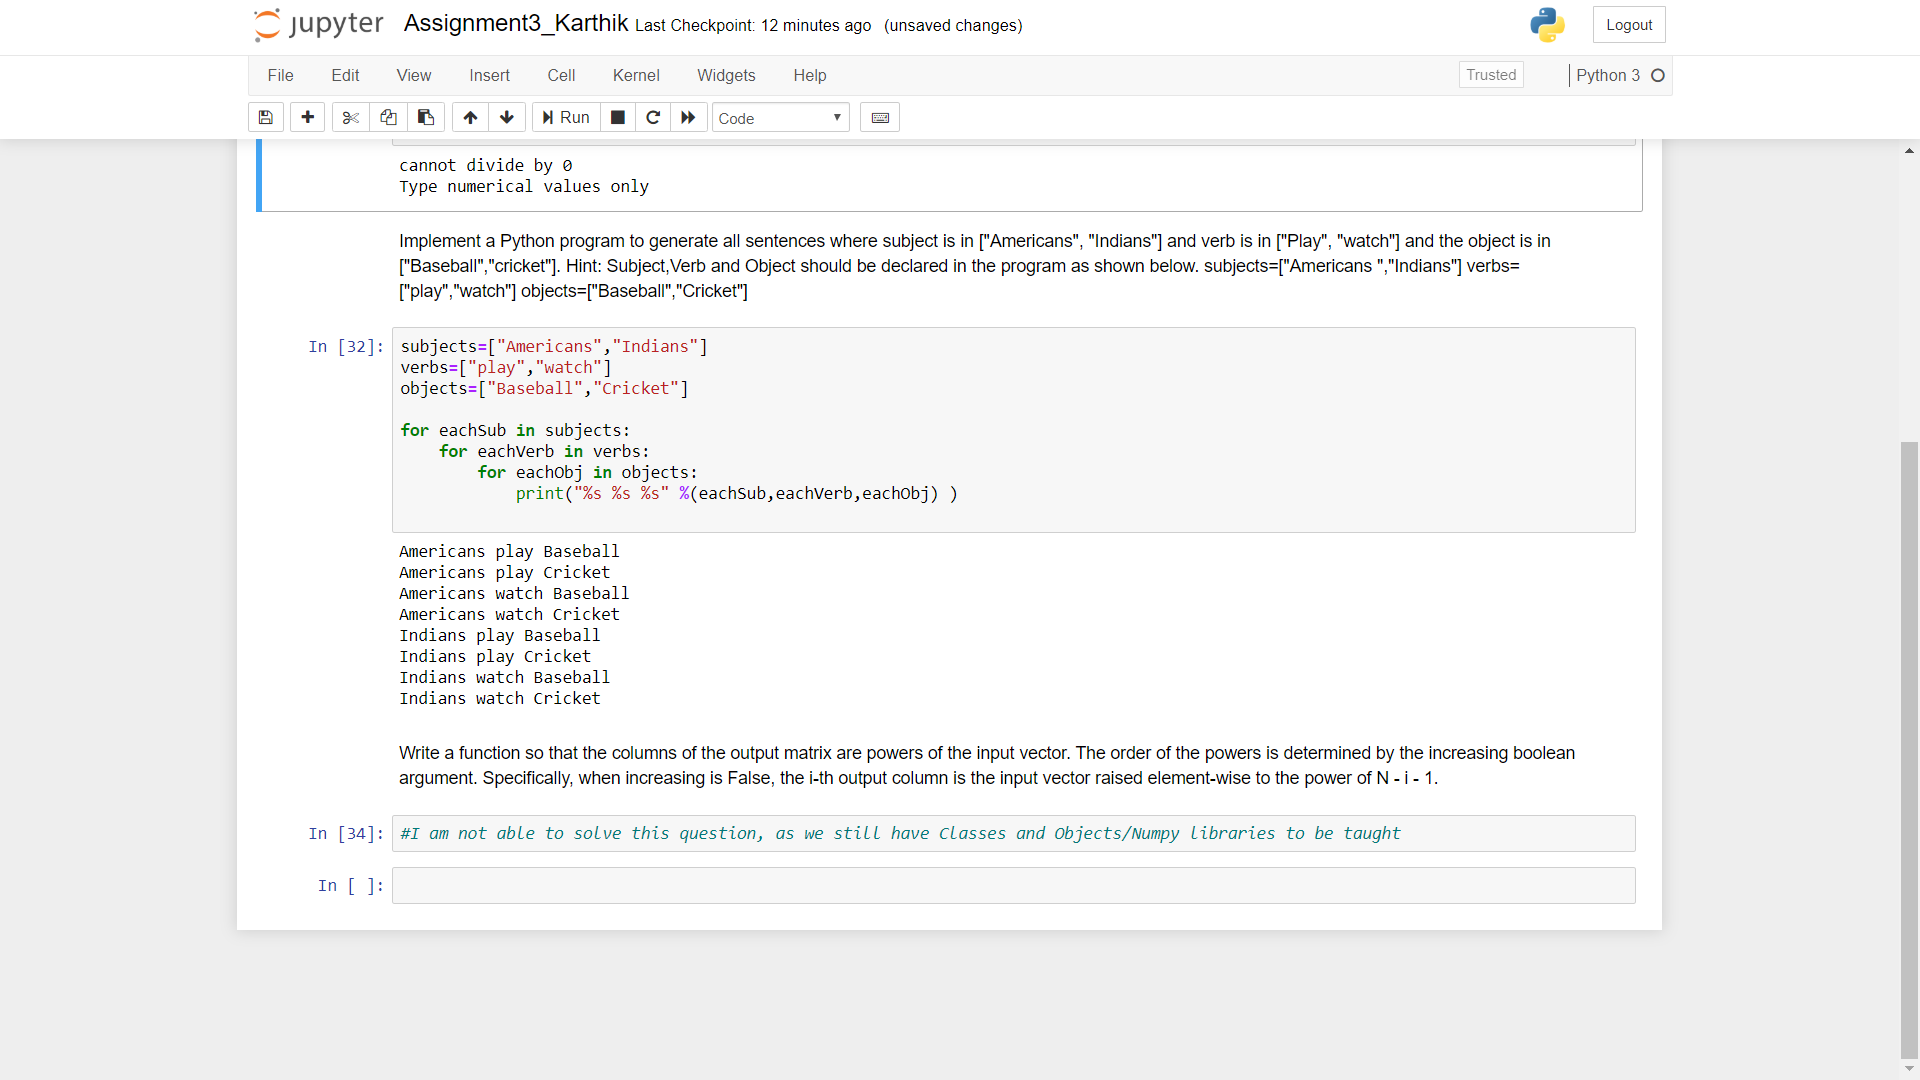 jupyter Assignment3_Karthik Last Checkpoint: 12 minutes ago (unsaved changes) Logout
File Edit View Insert Cell Kernel Widgets Help Trusted Python 3
Run Code
cannot divide by 0
Type numerical values only
Implement a Python program to generate all sentences where subject is in ["Americans", "Indians"] and verb is in ["Play", "watch"] and the object is in
["Baseball","cricket"]. Hint: Subject,Verb and Object should be declared in the program as shown below. subjects=["Americans ","Indians"] verbs=
["play","watch"] objects=["Baseball","Cricket"]
In [32]: subjects=["Americans","Indians"]
verbs=["play","watch"]
objects=["Baseball","Cricket"]
for eachSub in subjects:
    for eachVerb in verbs:
        for eachObj in objects:
            print("%s %s %s" %(eachSub,eachVerb,eachObj) )
Americans play Baseball
Americans play Cricket
Americans watch Baseball
Americans watch Cricket
Indians play Baseball
Indians play Cricket
Indians watch Baseball
Indians watch Cricket
Write a function so that the columns of the output matrix are powers of the input vector. The order of the powers is determined by the increasing boolean
argument. Specifically, when increasing is False, the i-th output column is the input vector raised element-wise to the power of N - i - 1.
In [34]: #I am not able to solve this question, as we still have Classes and Objects/Numpy libraries to be taught
In [ ]: